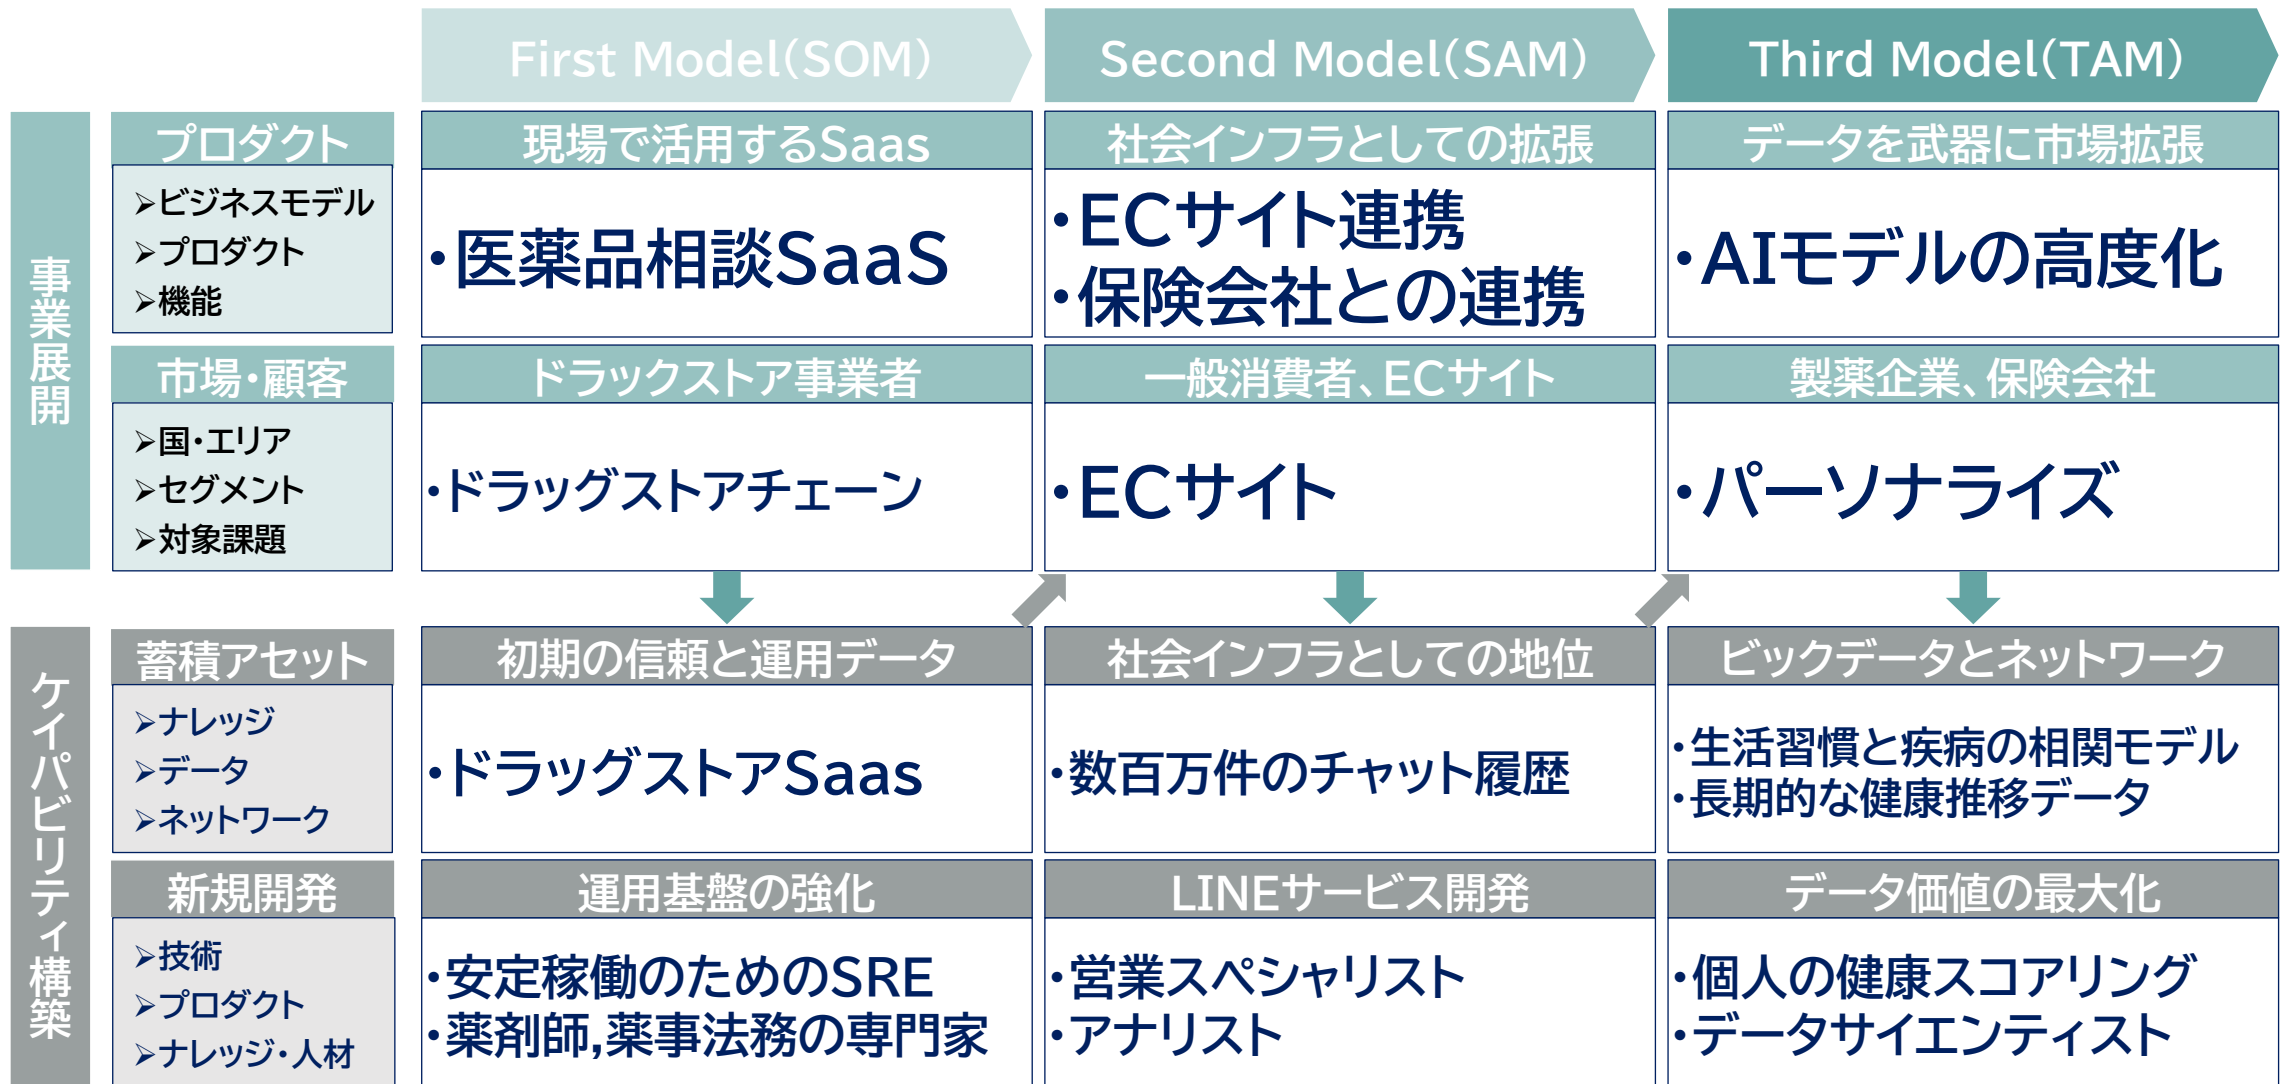 First Model(SOM)
Second Model(SAM)
Third Model(TAM)
事業展開
プロダクト
➢ビジネスモデル
➢プロダクト
➢機能
現場で活用するSaas
・医薬品相談SaaS
社会インフラとしての拡張
・ECサイト連携
・保険会社との連携
データを武器に市場拡張
・AIモデルの高度化
市場・顧客
➢国・エリア
➢セグメント
➢対象課題
ドラックストア事業者
・ドラッグストアチェーン
一般消費者、ECサイト
・ECサイト
製薬企業、保険会社
・パーソナライズ
ケイパビリティ構築
蓄積アセット
➢ナレッジ
➢データ
➢ネットワーク
初期の信頼と運用データ
・ドラッグストアSaas
社会インフラとしての地位
・数百万件のチャット履歴
ビックデータとネットワーク
・生活習慣と疾病の相関モデル
・長期的な健康推移データ
新規開発
➢技術
➢プロダクト
➢ナレッジ・人材
運用基盤の強化
・安定稼働のためのSRE
・薬剤師,薬事法務の専門家
LINEサービス開発
・営業スペシャリスト
・アナリスト
データ価値の最大化
・個人の健康スコアリング
・データサイエンティスト